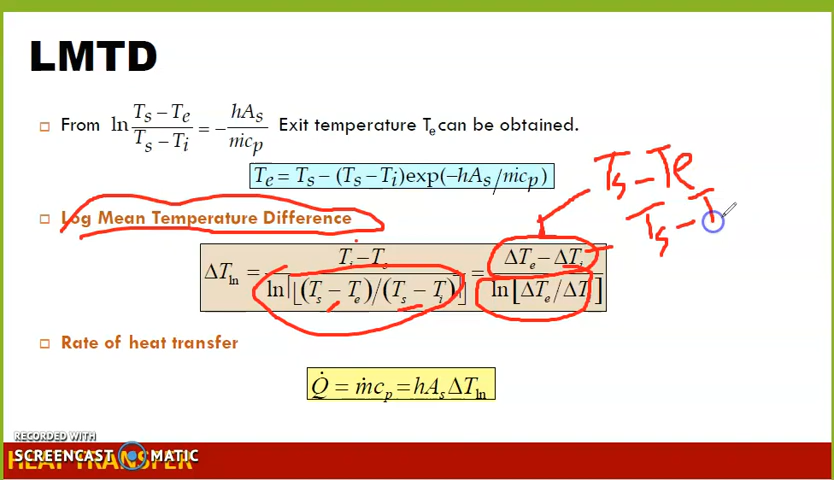 LMTD
From ln (Ts − Te)/(Ts − Ti) = − hAs/ṁcp Exit temperature Te can be obtained.
Te = Ts − (Ts − Ti)exp(−hAs/ṁcp)
Ts − Te
Ts − T
Log Mean Temperature Difference
ΔTln = (Ti − Te)/ln[(Ts − Te)/(Ts − Ti)] = (ΔTe − ΔTi)/ln[ΔTe/ΔT]
Rate of heat transfer
Q̇ = ṁcp = hAsΔTln
RECORDED WITH
SCREENCAST MATIC
HEAT TRANSFER